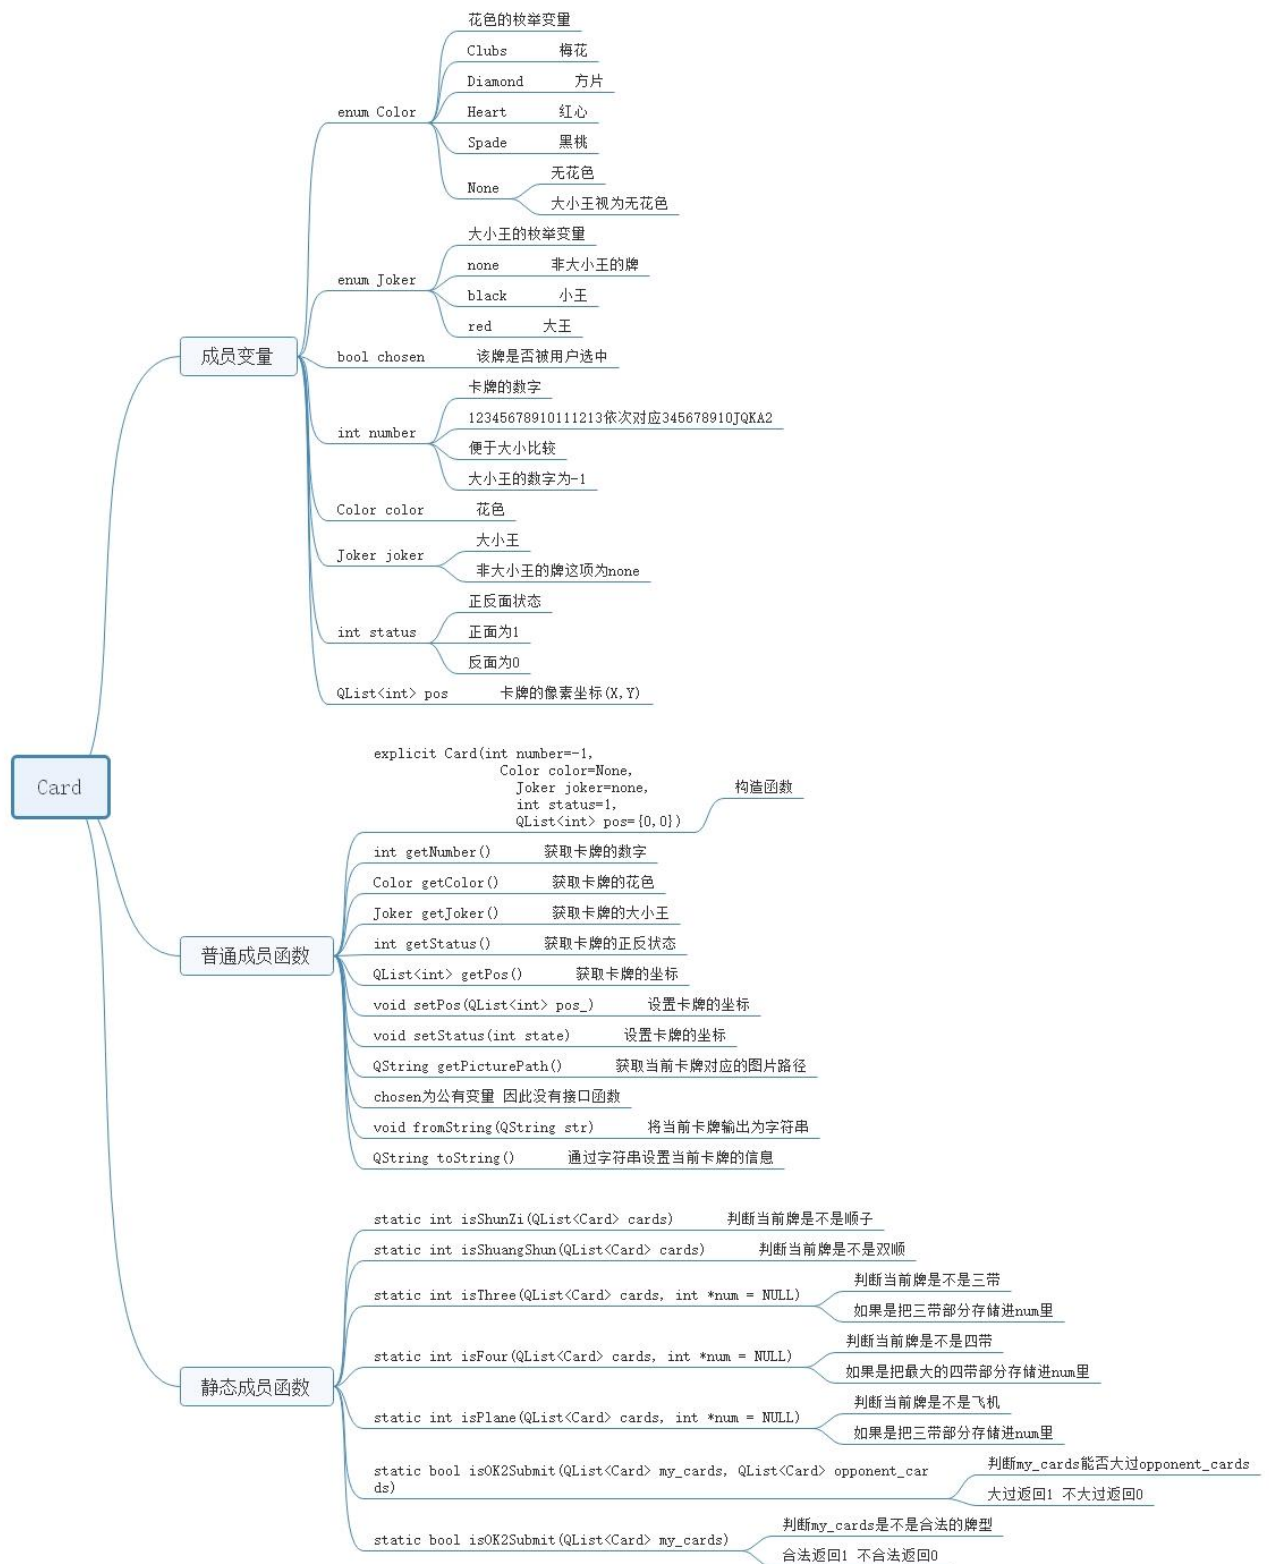 Card
成员变量
enum Color
花色的枚举变量
Clubs 梅花
Diamond 方片
Heart 红心
Spade 黑桃
None
无花色
大小王视为无花色
enum Joker
大小王的枚举变量
none 非大小王的牌
black 小王
red 大王
bool chosen 该牌是否被用户选中
int number
卡牌的数字
12345678910111213依次对应345678910JQKA2
便于大小比较
大小王的数字为-1
Color color 花色
Joker joker
大小王
非大小王的牌这项为none
int status
正反面状态
正面为1
反面为0
QList<int> pos 卡牌的像素坐标(X,Y)
普通成员函数
explicit Card(int number=-1,
Color color=None,
Joker joker=none,
int status=1,
QList<int> pos={0,0})
构造函数
int getNumber() 获取卡牌的数字
Color getColor() 获取卡牌的花色
Joker getJoker() 获取卡牌的大小王
int getStatus() 获取卡牌的正反状态
QList<int> getPos() 获取卡牌的坐标
void setPos(QList<int> pos_) 设置卡牌的坐标
void setStatus(int state) 设置卡牌的坐标
QString getPicturePath() 获取当前卡牌对应的图片路径
chosen为公有变量 因此没有接口函数
void fromString(QString str) 将当前卡牌输出为字符串
QString toString() 通过字符串设置当前卡牌的信息
静态成员函数
static int isShunZi(QList<Card> cards) 判断当前牌是不是顺子
static int isShuangShun(QList<Card> cards) 判断当前牌是不是双顺
static int isThree(QList<Card> cards, int *num = NULL)
判断当前牌是不是三带
如果是把三带部分存储进num里
static int isFour(QList<Card> cards, int *num = NULL)
判断当前牌是不是四带
如果是把最大的四带部分存储进num里
static int isPlane(QList<Card> cards, int *num = NULL)
判断当前牌是不是飞机
如果是把三带部分存储进num里
static bool isOK2Submit(QList<Card> my_cards, QList<Card> opponent_car
ds)
判断my_cards能否大过opponent_cards
大过返回1 不大过返回0
static bool isOK2Submit(QList<Card> my_cards)
判断my_cards是不是合法的牌型
合法返回1 不合法返回0